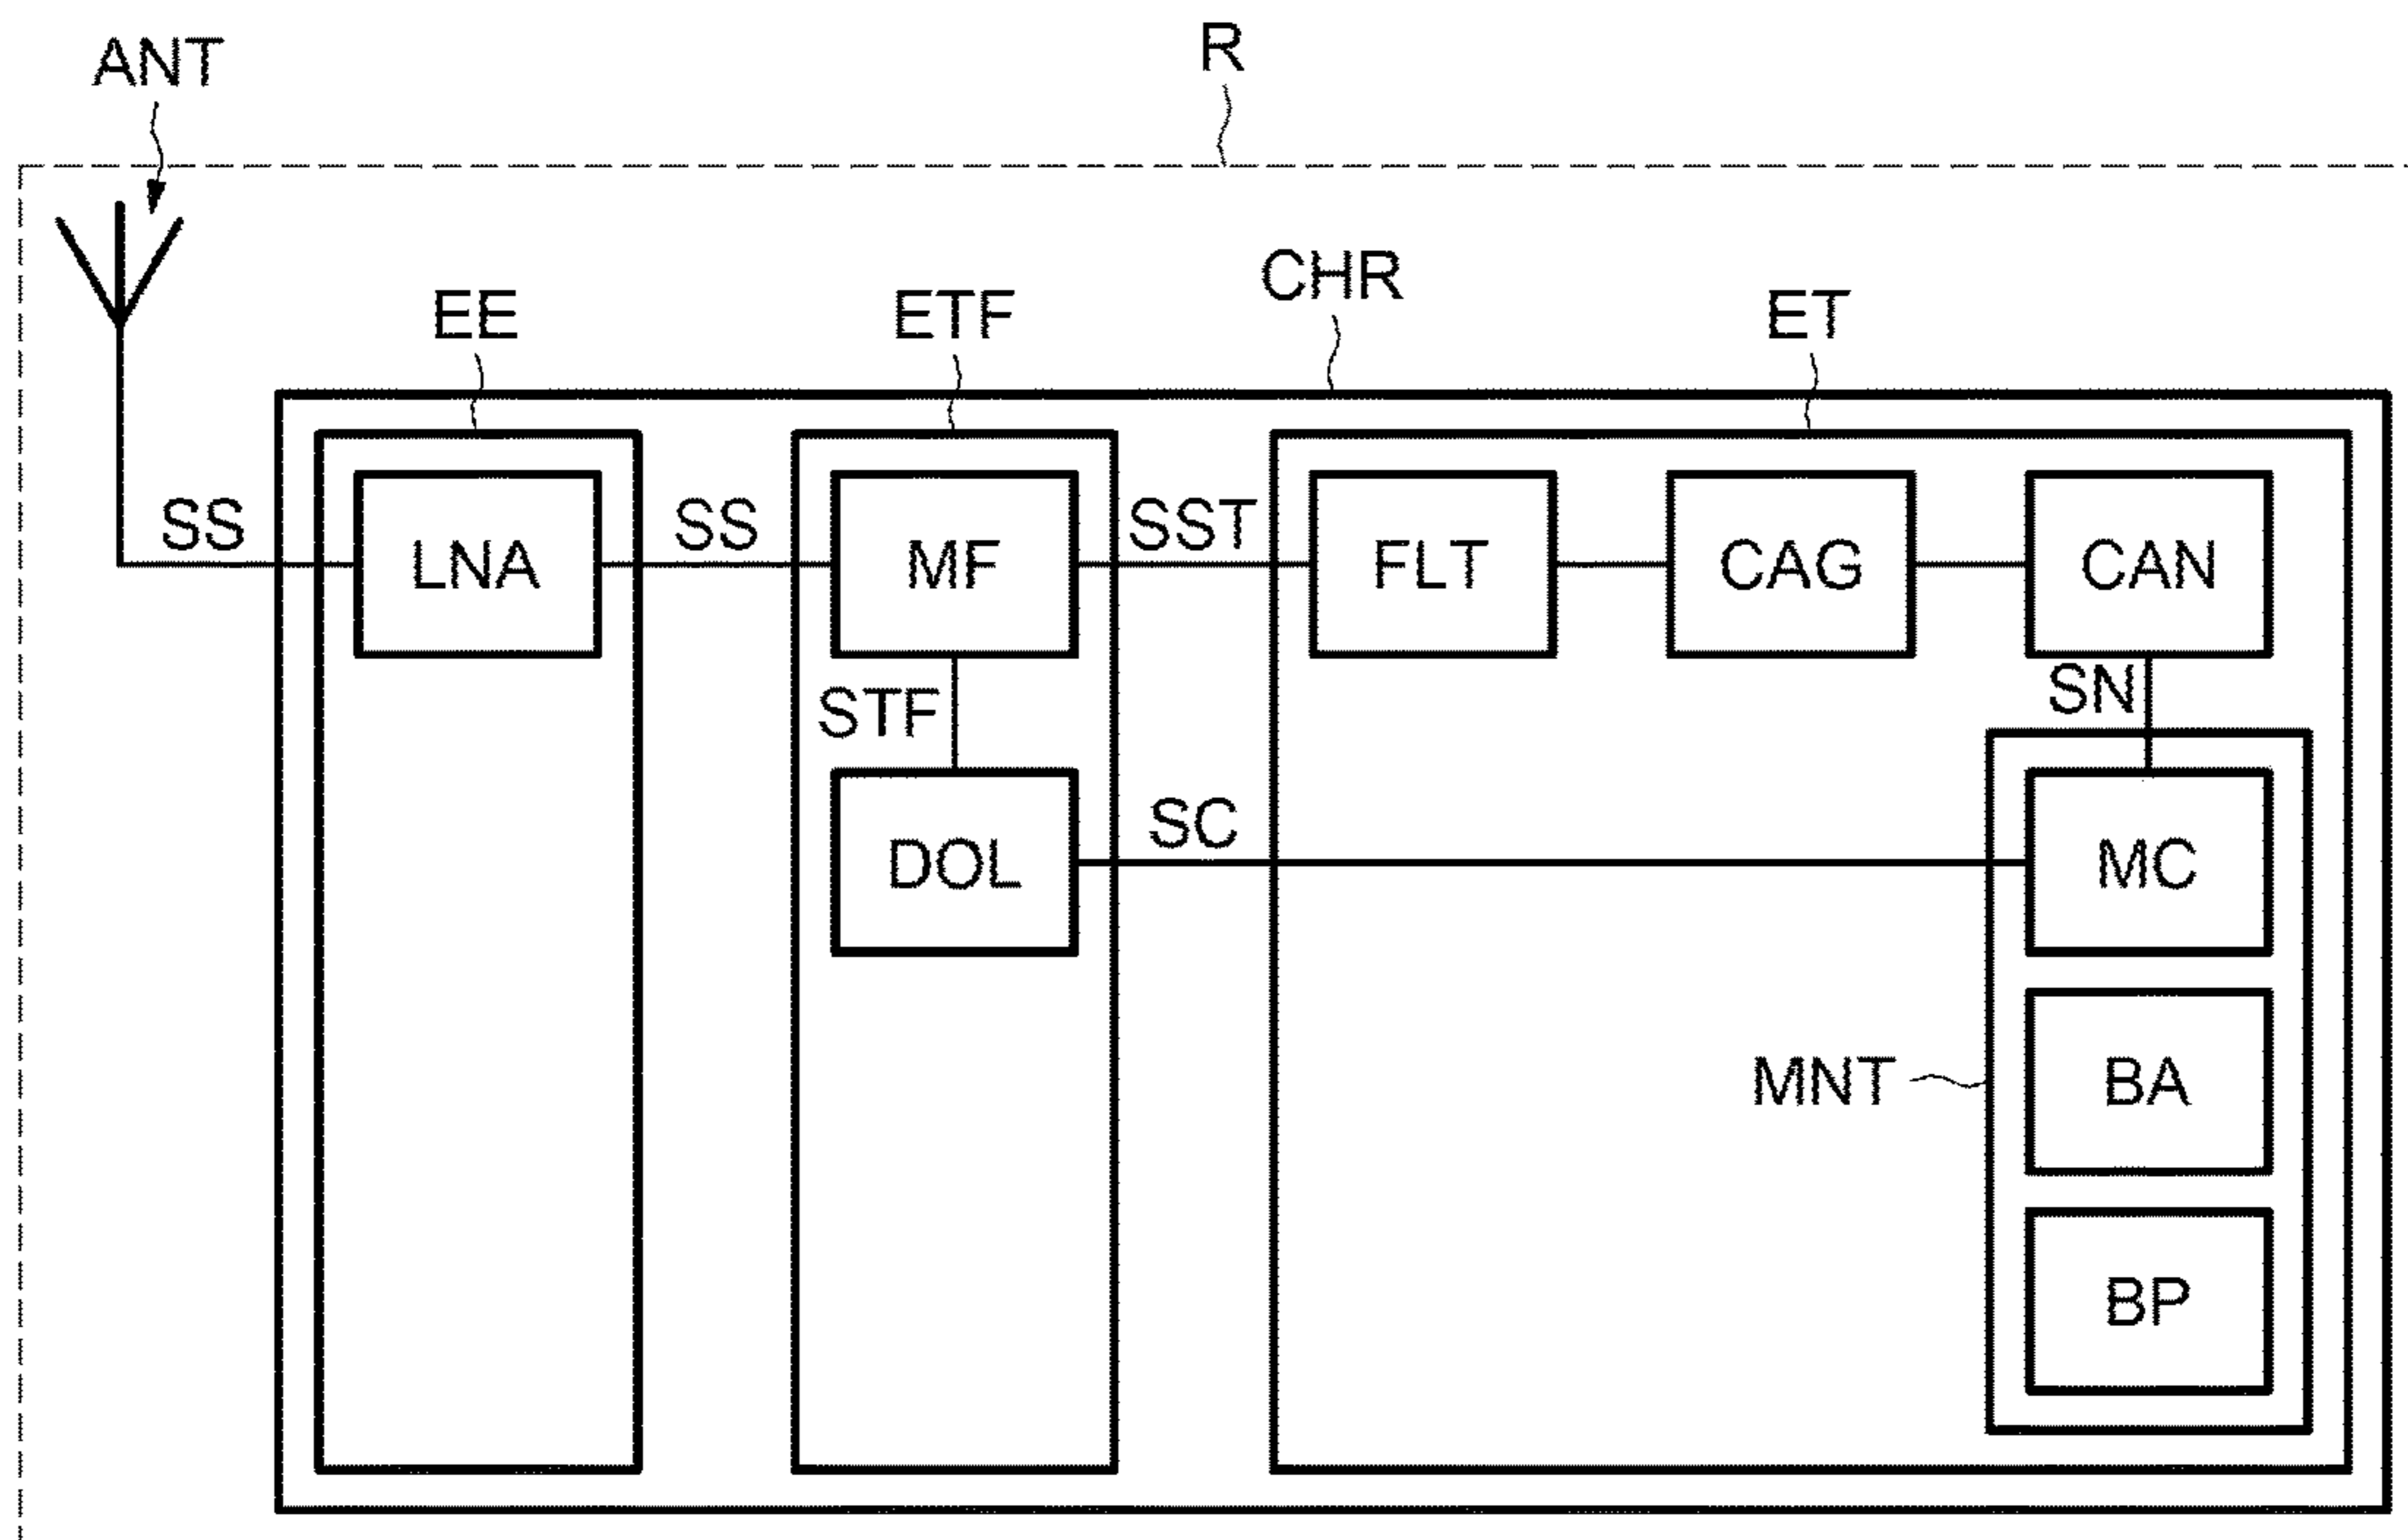 ANT
R
CHR
EE
ETF
ET
SS
LNA
SS
MF
SST
FLT
CAG
CAN
STF
SN
DOL
SC
MC
MNT
BA
BP